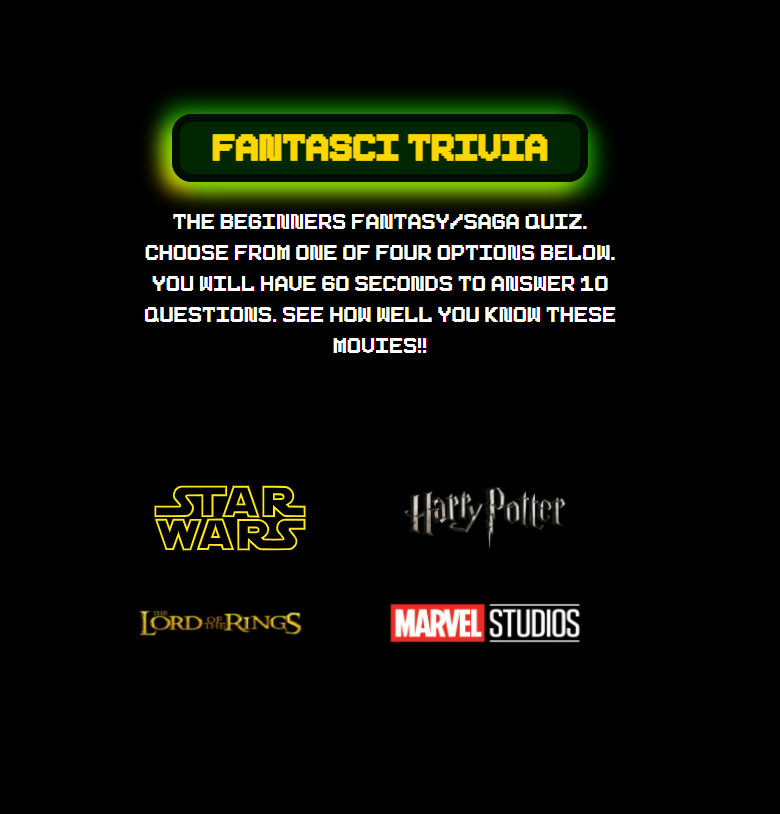 FANTASCI TRIVIA
THE BEGINNERS FANTASY/SAGA QUIZ.
CHOOSE FROM ONE OF FOUR OPTIONS BELOW.
YOU WILL HAVE 60 SECONDS TO ANSWER 10
QUESTIONS. SEE HOW WELL YOU KNOW THESE
MOVIES!!
STAR
WARS
Harry Potter
THE LORD OF THE RINGS
MARVEL STUDIOS